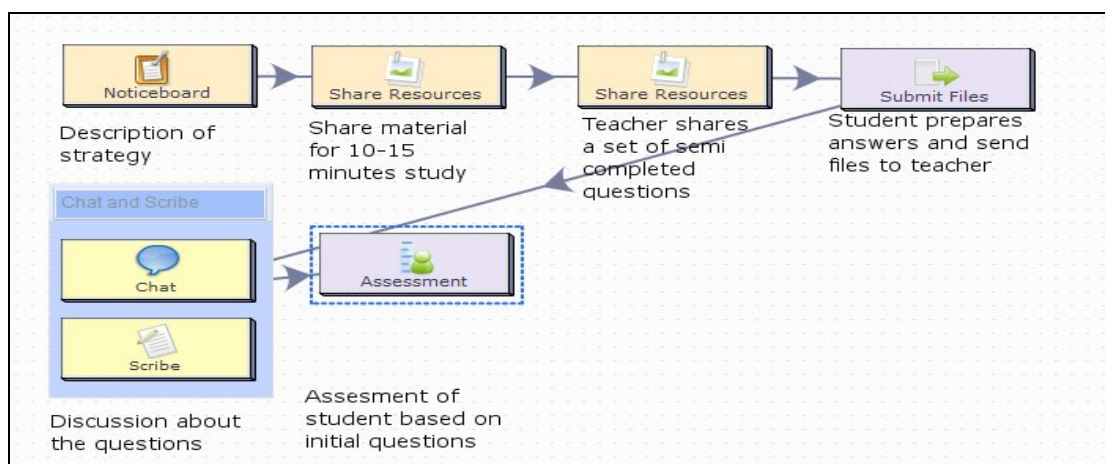 Noticeboard
Share Resources
Share Resources
Submit Files
Description of
strategy
Share material
for 10-15
minutes study
Teacher shares
a set of semi
completed
questions
Student prepares
answers and send
files to teacher
Chat and Scribe
Chat
Scribe
Assessment
Discussion about
the questions
Assesment of
student based on
initial questions